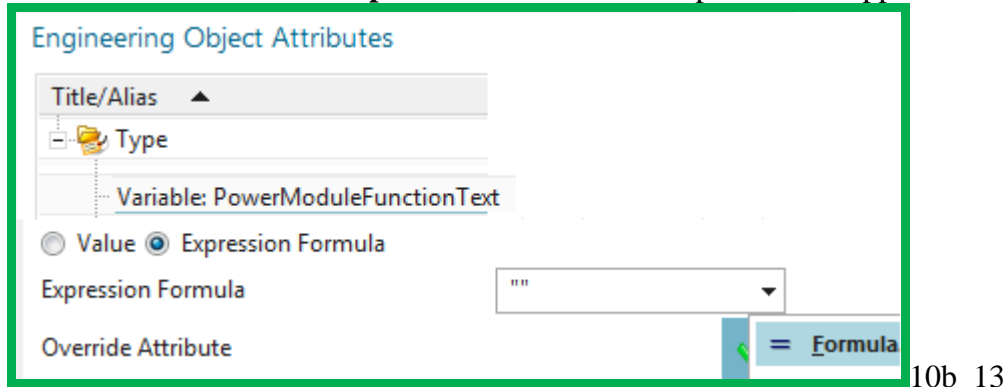 Engineering Object Attributes
Title/Alias
Type
Variable: PowerModuleFunctionText
Value Expression Formula
Expression Formula ""
Override Attribute = Formula
10b 13